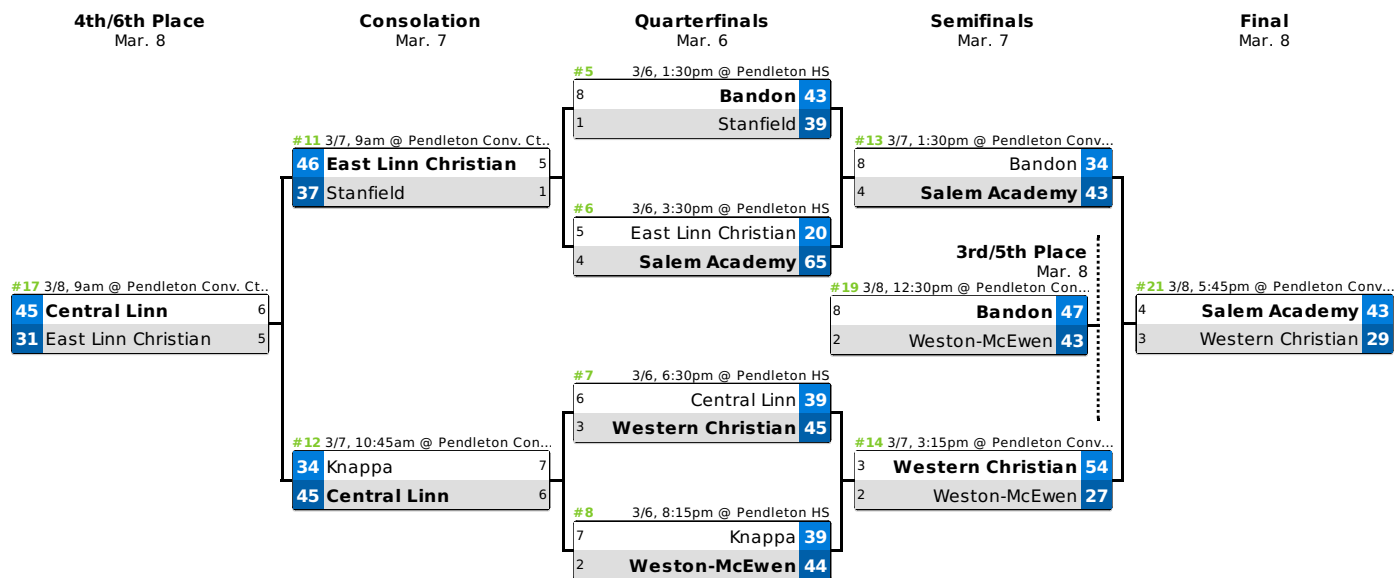 4th/6th Place
Mar. 8
Consolation
Mar. 7
Quarterfinals
Mar. 6
Semifinals
Mar. 7
Final
Mar. 8
#5 3/6, 1:30pm @ Pendleton HS
8 Bandon 43
1 Stanfield 39
#11 3/7, 9am @ Pendleton Conv. Ct..
46 East Linn Christian 5
37 Stanfield 1
#13 3/7, 1:30pm @ Pendleton Conv...
8 Bandon 34
4 Salem Academy 43
#6 3/6, 3:30pm @ Pendleton HS
5 East Linn Christian 20
4 Salem Academy 65
3rd/5th Place
Mar. 8
#17 3/8, 9am @ Pendleton Conv. Ct..
45 Central Linn 6
31 East Linn Christian 5
#19 3/8, 12:30pm @ Pendleton Con...
8 Bandon 47
2 Weston-McEwen 43
#21 3/8, 5:45pm @ Pendleton Conv...
4 Salem Academy 43
3 Western Christian 29
#7 3/6, 6:30pm @ Pendleton HS
6 Central Linn 39
3 Western Christian 45
#12 3/7, 10:45am @ Pendleton Con...
34 Knappa 7
45 Central Linn 6
#14 3/7, 3:15pm @ Pendleton Conv...
3 Western Christian 54
2 Weston-McEwen 27
#8 3/6, 8:15pm @ Pendleton HS
7 Knappa 39
2 Weston-McEwen 44